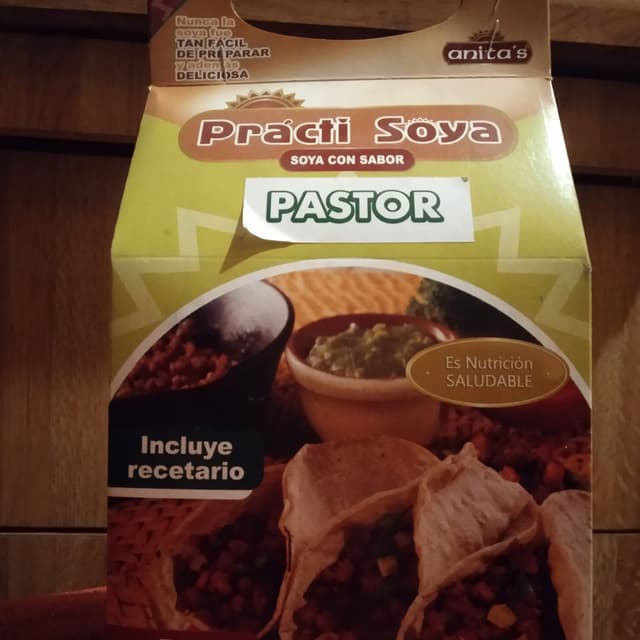 Nunca la
soya fue
TAN FACIL
DE PREPARAR
y además
DELICIOSA
anita's
Prácti Soya
SOYA CON SABOR
PASTOR
Es Nutrición
SALUDABLE
Incluye
recetario